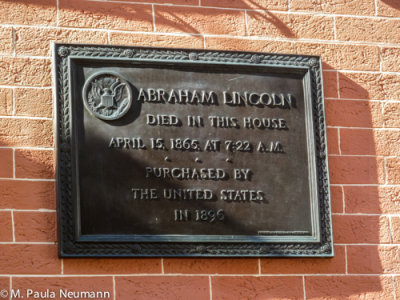 ABRAHAM LINCOLN
DIED IN THIS HOUSE
APRIL 15, 1865, AT 7:22 A.M.
PURCHASED BY
THE UNITED STATES
IN 1896
© M. Paula Neumann